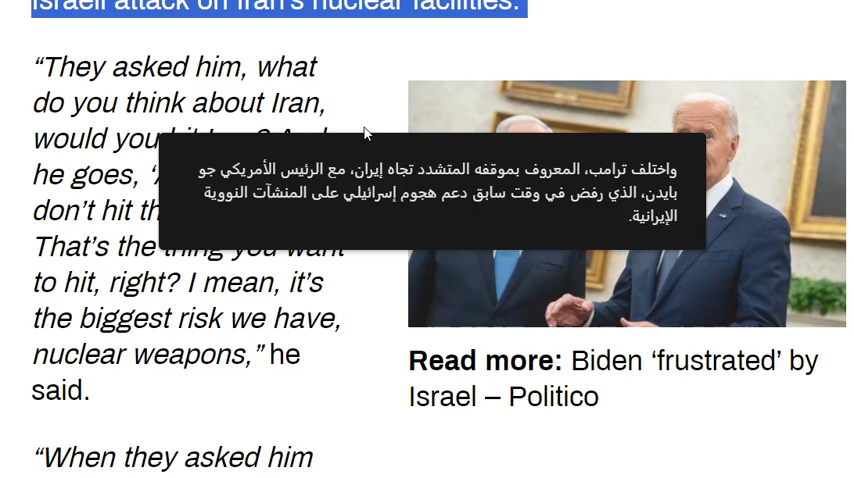 Israeli attack on Iran's nuclear facilities.
“They asked him, what
do you think about Iran,
would you
he goes,
don’t hit th
That’s the thing you want
to hit, right? I mean, it’s
the biggest risk we have,
nuclear weapons,” he
said.
“When they asked him
واختلف ترامب، المعروف بموقفه المتشدد تجاه إيران، مع الرئيس الأمريكي جو
بايدن، الذي رفض في وقت سابق دعم هجوم إسرائيلي على المنشآت النووية
الإيرانية.
Read more: Biden ‘frustrated’ by
Israel – Politico